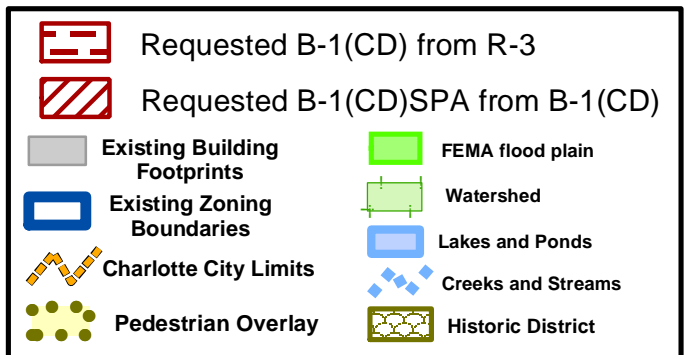 Requested B-1(CD) from R-3
Requested B-1(CD)SPA from B-1(CD)
Existing Building
Footprints
Existing Zoning
Boundaries
Charlotte City Limits
Pedestrian Overlay
FEMA flood plain
Watershed
Lakes and Ponds
Creeks and Streams
Historic District